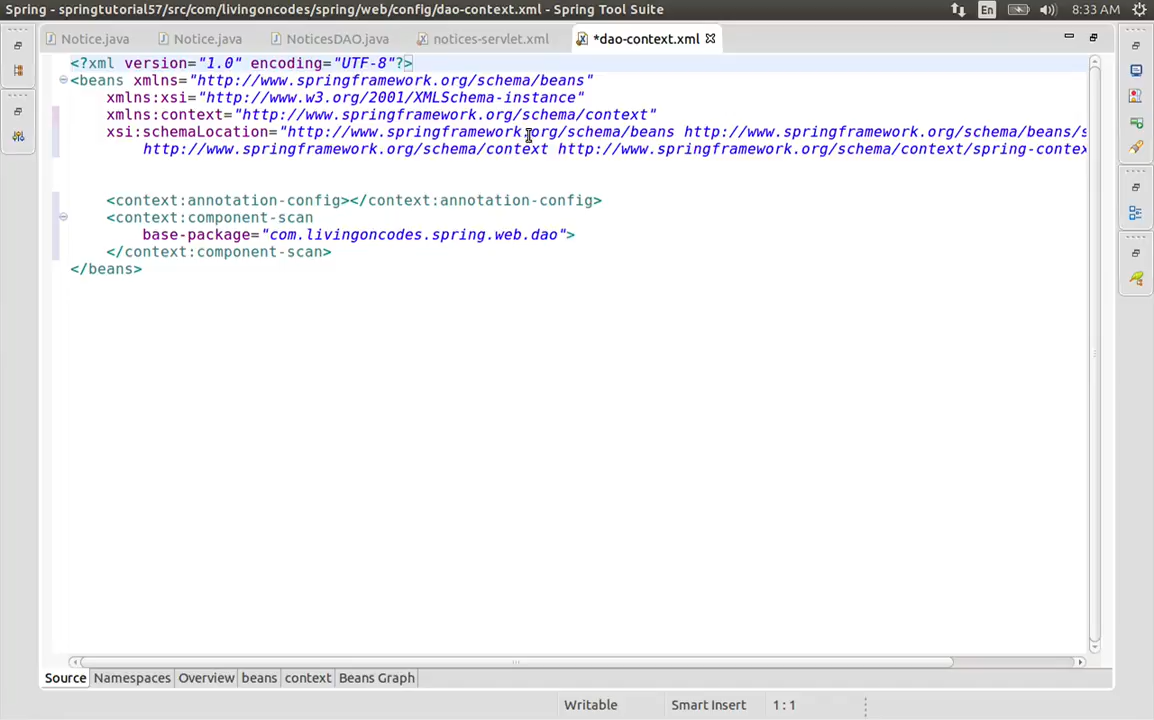 Spring - springtutorial57/src/com/livingoncodes/spring/web/config/dao-context.xml - Spring Tool Suite
En
8:33 AM
Notice.java
Notice.java
NoticesDAO.java
notices-servlet.xml
*dao-context.xml
<?xml version="1.0" encoding="UTF-8"?>
<beans xmlns="http://www.springframework.org/schema/beans"
xmlns:xsi="http://www.w3.org/2001/XMLSchema-instance"
xmlns:context="http://www.springframework.org/schema/context"
xsi:schemaLocation="http://www.springframework.org/schema/beans http://www.springframework.org/schema/beans/s
http://www.springframework.org/schema/context http://www.springframework.org/schema/context/spring-contex
<context:annotation-config></context:annotation-config>
<context:component-scan
base-package="com.livingoncodes.spring.web.dao">
</context:component-scan>
</beans>
Source
Namespaces
Overview
beans
context
Beans Graph
Writable
Smart Insert
1 : 1